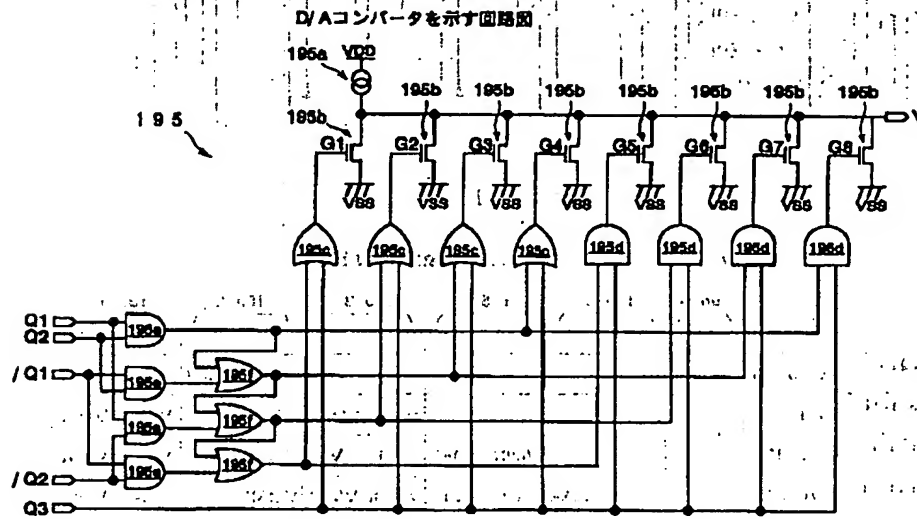 D/Aコンバータを示す回路図
195a VDD
195
195b 195b 195b 195b 195b 195b 195b 195b
V
G1 G2 G3 G4 G5 G6 G7 G8
VSS VSS VSS VSS VSS VSS VSS VSS
195c 195c 195c 195c 195d 195d 195d 195d
Q1 195e
Q2
/Q1 195e 195f
195e 195f
/Q2 195e 195f
Q3